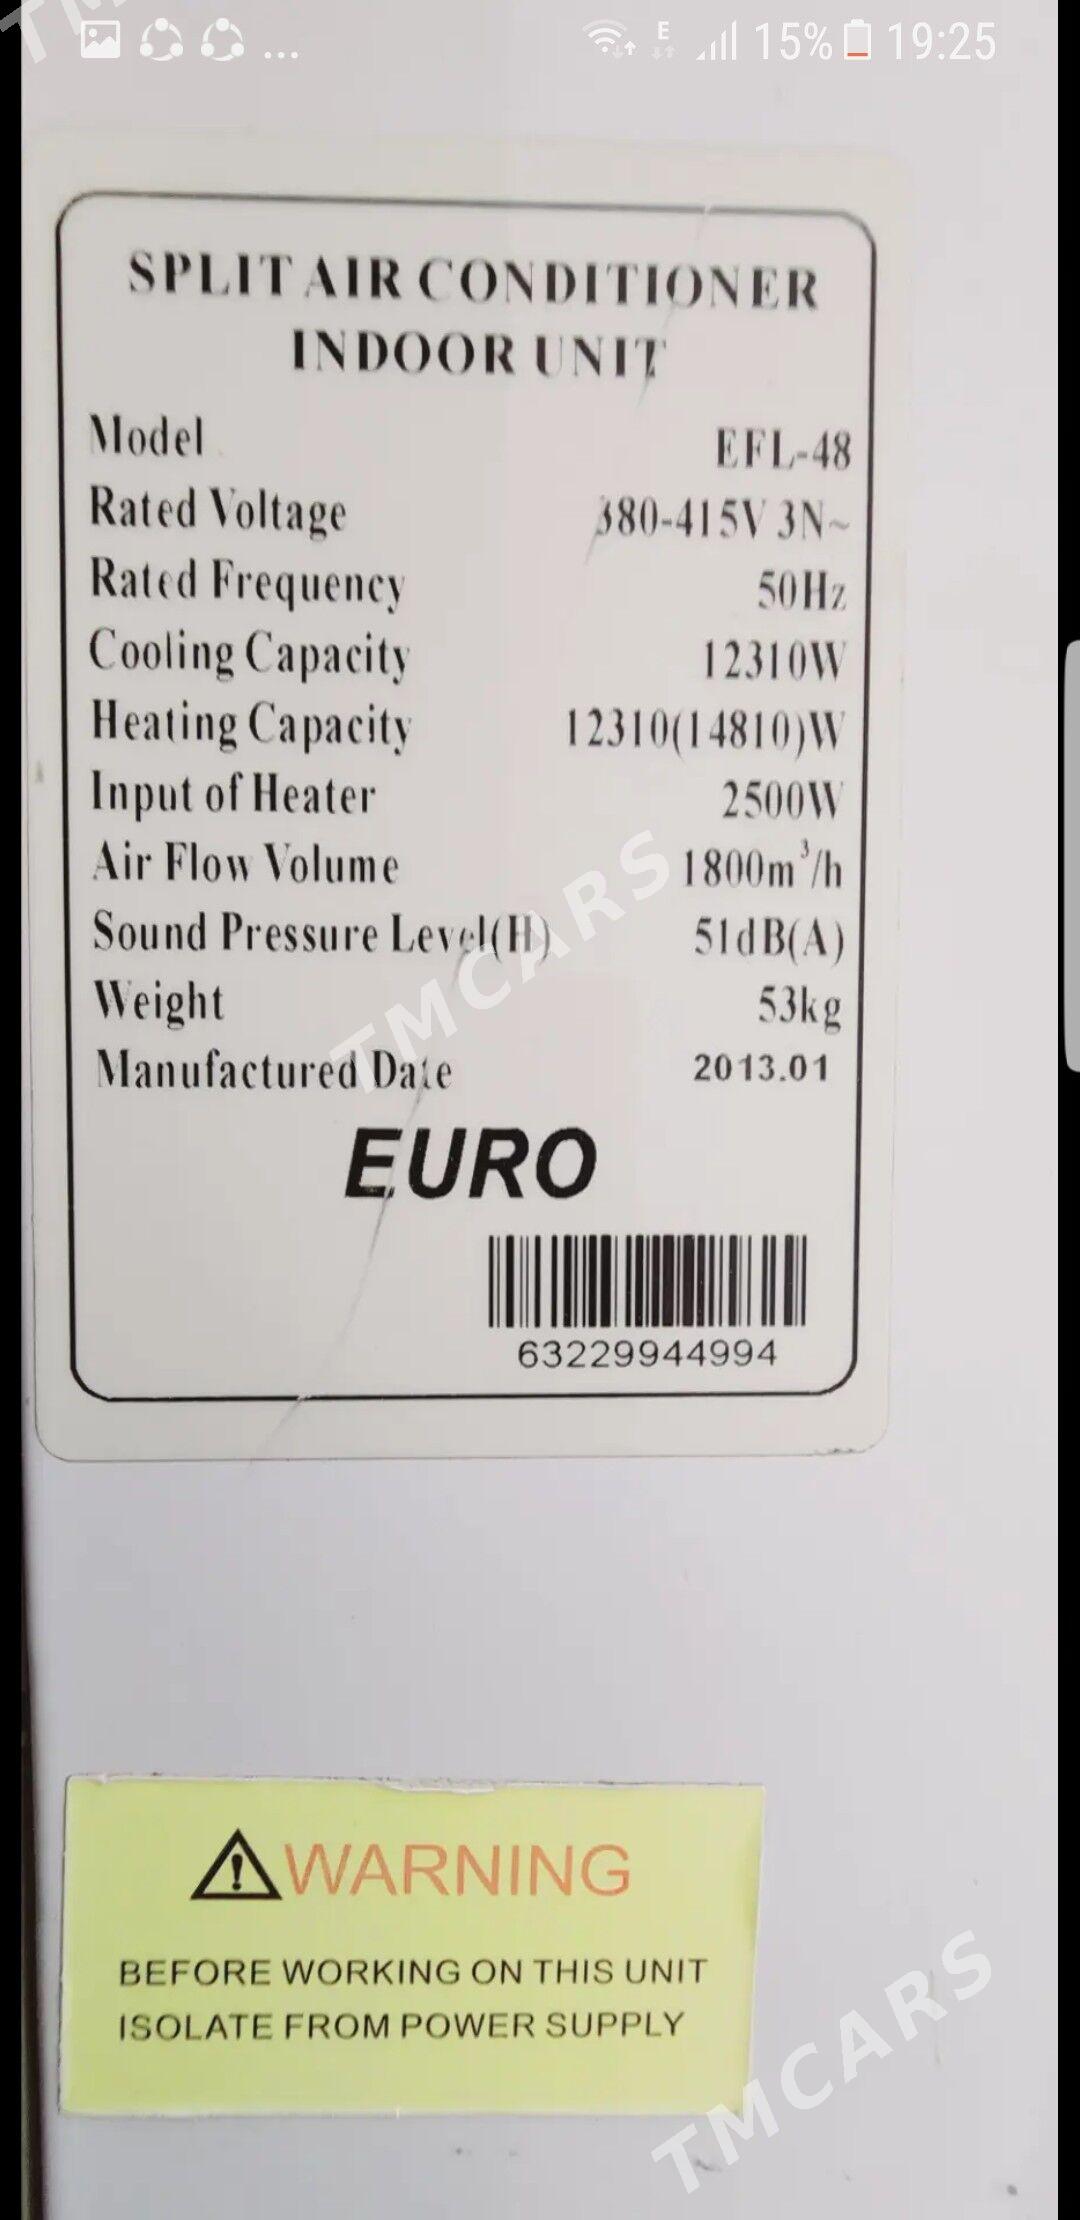 ... E 15% 19:25
SPLIT AIR CONDITIONER
INDOOR UNIT
Model EFL-48
Rated Voltage 380-415V 3N~
Rated Frequency 50Hz
Cooling Capacity 12310W
Heating Capacity 12310(14810)W
Input of Heater 2500W
Air Flow Volume 1800m³/h
Sound Pressure Level(H) 51dB(A)
Weight 53kg
Manufactured Date 2013.01
EURO
63229944994
WARNING
BEFORE WORKING ON THIS UNIT
ISOLATE FROM POWER SUPPLY
TMCARS
TMCARS